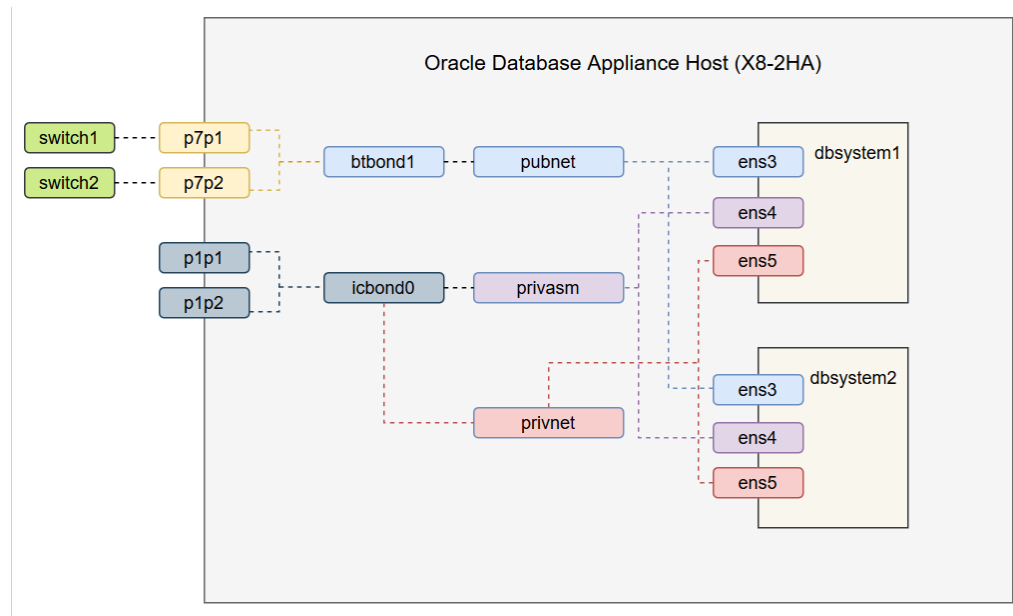 Oracle Database Appliance Host (X8-2HA)
switch1
p7p1
switch2
p7p2
btbond1
pubnet
ens3
dbsystem1
ens4
ens5
p1p1
p1p2
icbond0
privasm
privnet
ens3
dbsystem2
ens4
ens5